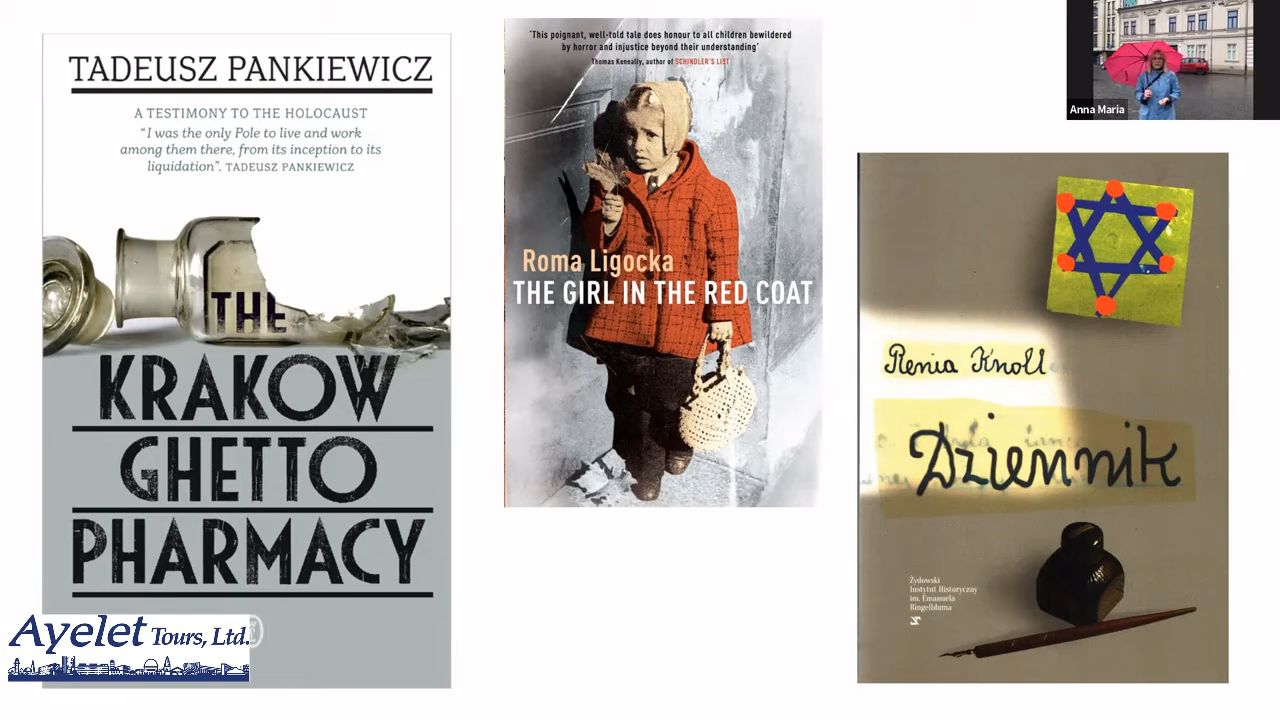 TADEUSZ PANKIEWICZ
A TESTIMONY TO THE HOLOCAUST
"I was the only Pole to live and work
among them there, from its inception to its
liquidation". TADEUSZ PANKIEWICZ
THE
KRAKOW
GHETTO
PHARMACY
Ayelet Tours, Ltd.
'This poignant, well-told tale does honour to all children bewildered
by horror and injustice beyond their understanding'
Thomas Keneally, author of SCHINDLER'S LIST
Roma Ligocka
THE GIRL IN THE RED COAT
Anna Maria
Renia Knoll
Dziennik
Żydowski
Instytut Historyczny
im. Emanuela
Ringelbluma